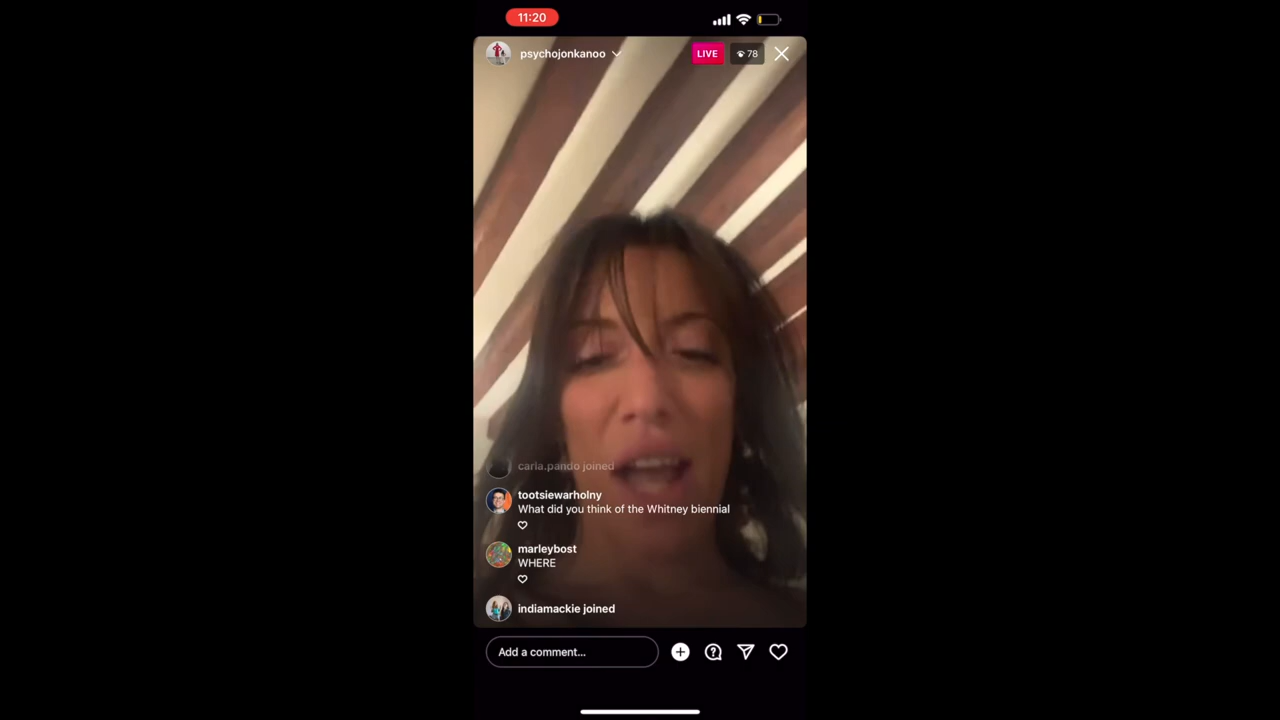 11:20
psychojonkanoo
LIVE
78
carla.pando joined
tootsiewarholny
What did you think of the Whitney biennial
marleybost
WHERE
indiamackie joined
Add a comment...